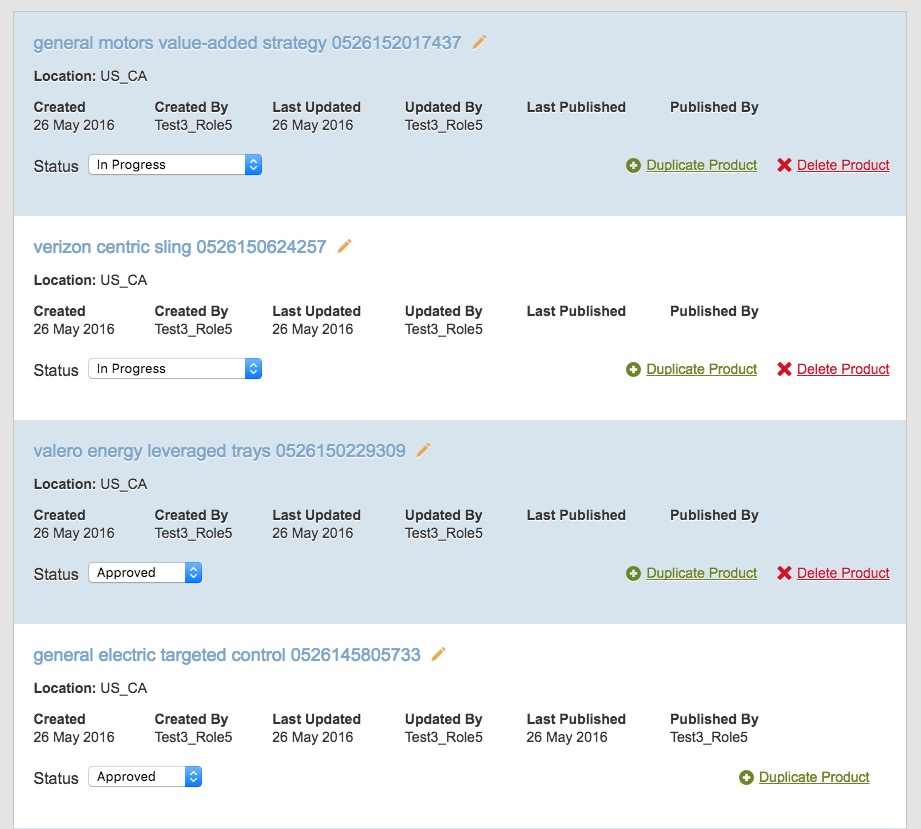 general motors value-added strategy 0526152017437
Location: US_CA
Created Created By Last Updated Updated By Last Published Published By
26 May 2016 Test3_Role5 26 May 2016 Test3_Role5
Status In Progress Duplicate Product Delete Product
verizon centric sling 0526150624257
Location: US_CA
Created Created By Last Updated Updated By Last Published Published By
26 May 2016 Test3_Role5 26 May 2016 Test3_Role5
Status In Progress Duplicate Product Delete Product
valero energy leveraged trays 0526150229309
Location: US_CA
Created Created By Last Updated Updated By Last Published Published By
26 May 2016 Test3_Role5 26 May 2016 Test3_Role5
Status Approved Duplicate Product Delete Product
general electric targeted control 0526145805733
Location: US_CA
Created Created By Last Updated Updated By Last Published Published By
26 May 2016 Test3_Role5 26 May 2016 Test3_Role5 26 May 2016 Test3_Role5
Status Approved Duplicate Product